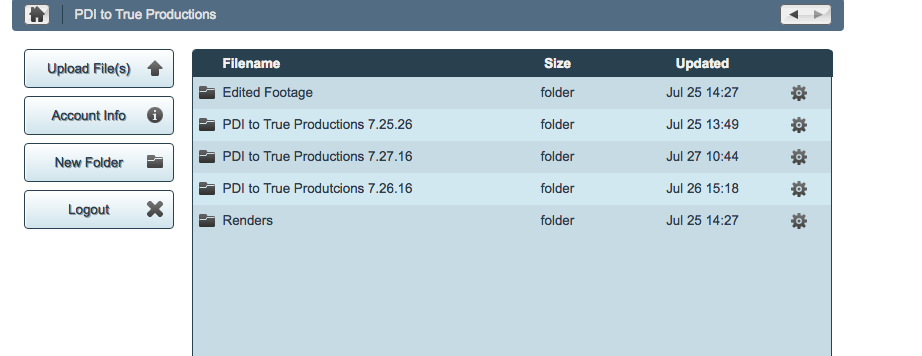 PDI to True Productions
Upload File(s)
Account Info
New Folder
Logout
Filename Size Updated
Edited Footage folder Jul 25 14:27
PDI to True Productions 7.25.26 folder Jul 25 13:49
PDI to True Productions 7.27.16 folder Jul 27 10:44
PDI to True Produtcions 7.26.16 folder Jul 26 15:18
Renders folder Jul 25 14:27